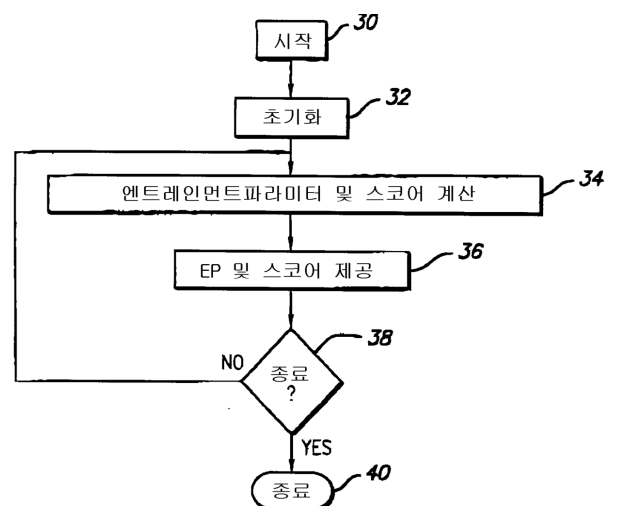 30
시작
32
초기화
34
엔트레인먼트파라미터 및 스코어 계산
36
EP 및 스코어 제공
38
NO
종료
?
YES
40
종료